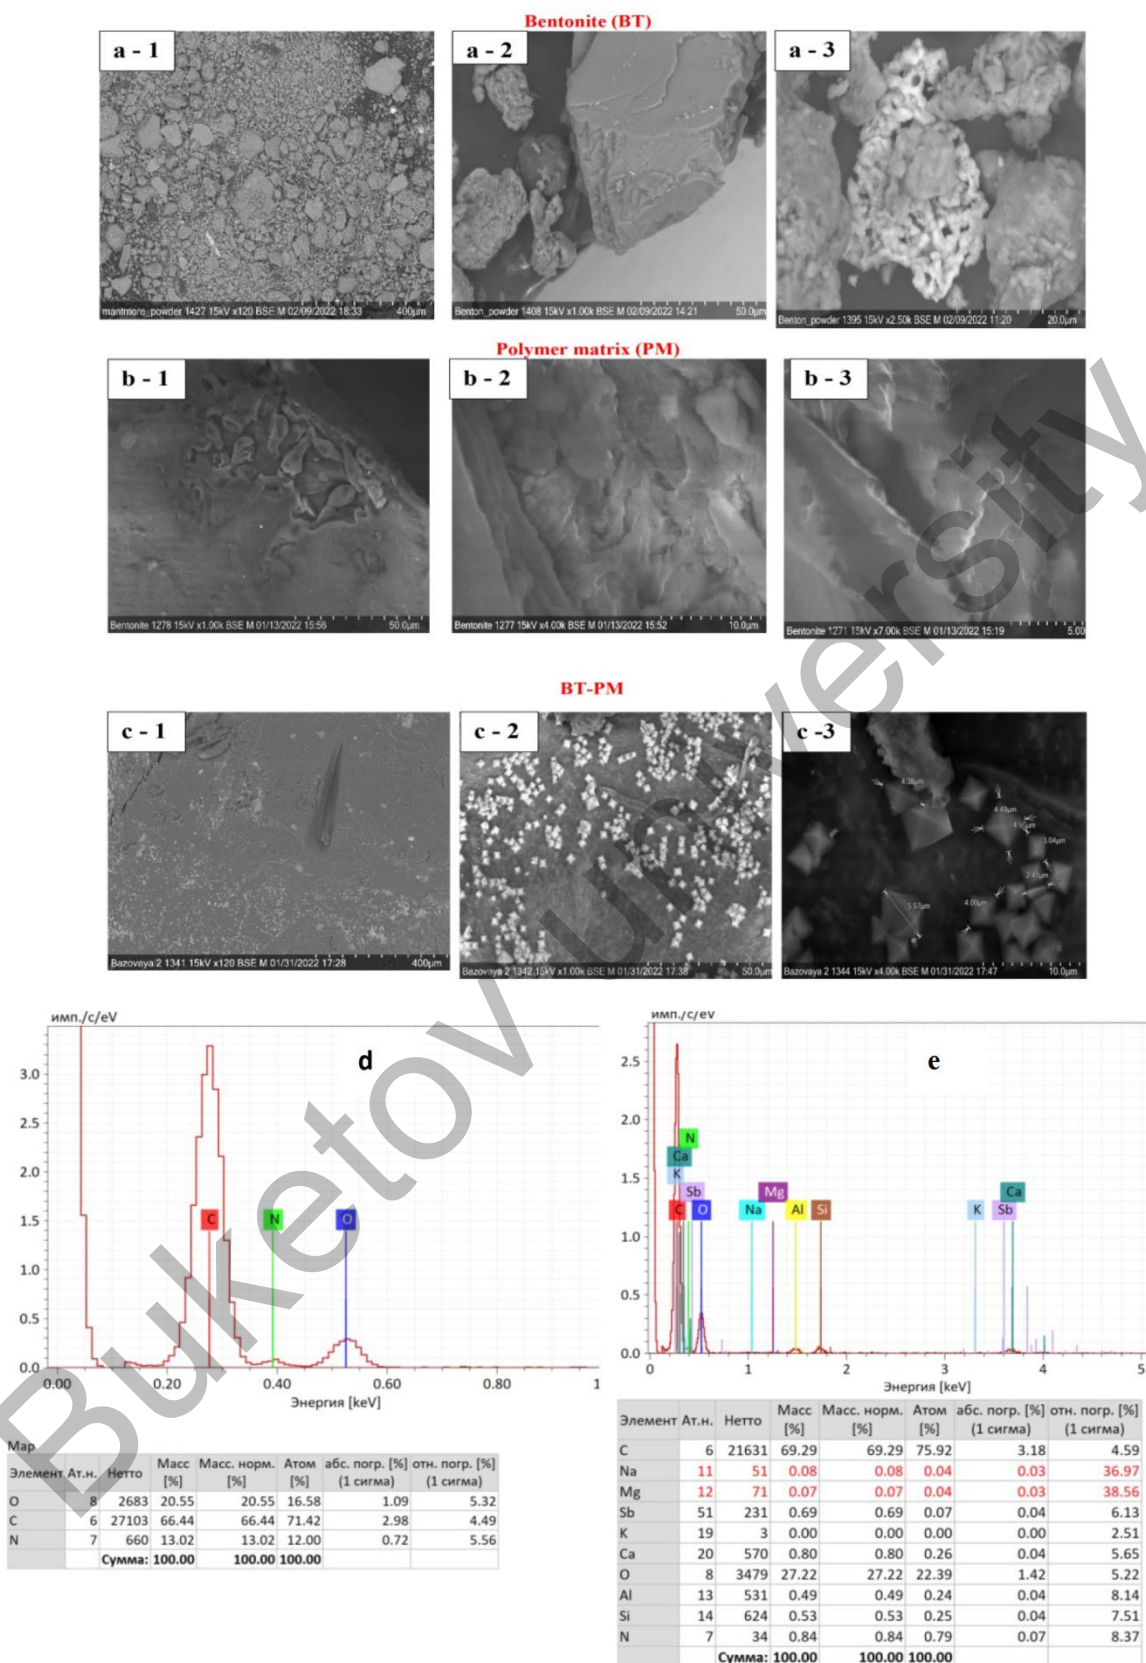 Bentonite (BT)
a - 1
a - 2
a - 3
mantmore_powder 1427 15kV x120 BSE M 02/09/2022 18:33 400µm
Benton_powder 1408 15kV x1.00k BSE M 02/09/2022 14:21 50.0µm
Benton_powder 1395 15kV x2.50k BSE M 02/09/2022 11:20 20.0µm
Polymer matrix (PM)
b - 1
b - 2
b - 3
Bentonite 1278 15kV x1.00k BSE M 01/13/2022 15:56 50.0µm
Bentonite 1277 15kV x4.00k BSE M 01/13/2022 15:52 10.0µm
Bentonite 1271 15kV x7.00k BSE M 01/13/2022 15:19 5.00
BT-PM
c - 1
c - 2
c -3
4.49µm
3.04µm
2.41µm
5.57µm
4.00µm
Bazovaya 2 1341 15kV x120 BSE M 01/31/2022 17:28 400µm
Bazovaya 2 1342 15kV x1.00k BSE M 01/31/2022 17:38 50.0µm
Bazovaya 2 1344 15kV x4.00k BSE M 01/31/2022 17:47 10.0µm
имп./с/eV
d
3.0
2.5
2.0
1.5
1.0
0.5
0.0
C
N
O
0.00 0.20 0.40 0.60 0.80 1
Энергия [keV]
имп./с/eV
e
2.5
2.0
1.5
1.0
0.5
0.0
N
Ca
K
Sb
C
O
Na
Mg
Al
Si
K
Sb
Ca
0 1 2 3 4 5
Энергия [keV]
Map
Элемент Ат.н. Нетто Масс [%] Масс. норм. [%] Атом [%] абс. погр. [%] (1 сигма) отн. погр. [%] (1 сигма)
O 8 2683 20.55 20.55 16.58 1.09 5.32
C 6 27103 66.44 66.44 71.42 2.98 4.49
N 7 660 13.02 13.02 12.00 0.72 5.56
Сумма: 100.00 100.00 100.00
Элемент Ат.н. Нетто Масс [%] Масс. норм. [%] Атом [%] абс. погр. [%] (1 сигма) отн. погр. [%] (1 сигма)
C 6 21631 69.29 69.29 75.92 3.18 4.59
Na 11 51 0.08 0.08 0.04 0.03 36.97
Mg 12 71 0.07 0.07 0.04 0.03 38.56
Sb 51 231 0.69 0.69 0.07 0.04 6.13
K 19 3 0.00 0.00 0.00 0.00 2.51
Ca 20 570 0.80 0.80 0.26 0.04 5.65
O 8 3479 27.22 27.22 22.39 1.42 5.22
Al 13 531 0.49 0.49 0.24 0.04 8.14
Si 14 624 0.53 0.53 0.25 0.04 7.51
N 7 34 0.84 0.84 0.79 0.07 8.37
Сумма: 100.00 100.00 100.00
Buketov university